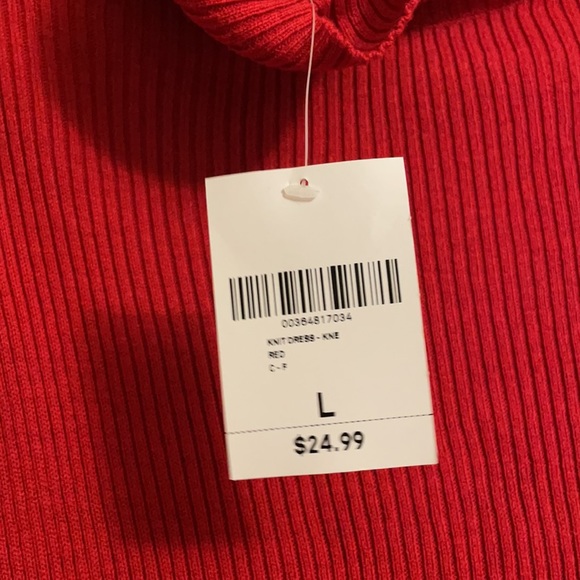 00364817034
KNIT DRESS - KNE
RED
C - F
L
$24.99